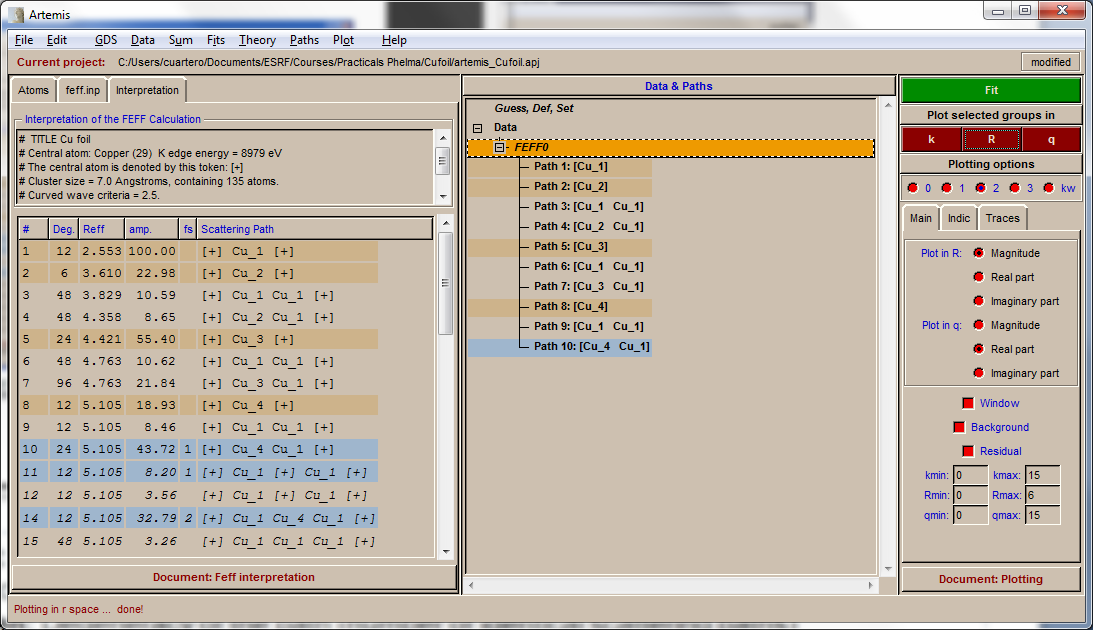 Artemis
File Edit GDS Data Sum Fits Theory Paths Plot Help
Current project: C:/Users/cuartero/Documents/ESRF/Courses/Practicals Phelma/Cufoil/artemis_Cufoil.apj modified
Atoms feff.inp Interpretation
Interpretation of the FEFF Calculation
# TITLE Cu foil
# Central atom: Copper (29) K edge energy = 8979 eV
# The central atom is denoted by this token: [+]
# Cluster size = 7.0 Angstroms, containing 135 atoms.
# Curved wave criteria = 2.5.
# Deg. Reff amp. fs Scattering Path
1 12 2.553 100.00 [+] Cu_1 [+]
2 6 3.610 22.98 [+] Cu_2 [+]
3 48 3.829 10.59 [+] Cu_1 Cu_1 [+]
4 48 4.358 8.65 [+] Cu_2 Cu_1 [+]
5 24 4.421 55.40 [+] Cu_3 [+]
6 48 4.763 10.62 [+] Cu_1 Cu_1 [+]
7 96 4.763 21.84 [+] Cu_3 Cu_1 [+]
8 12 5.105 18.93 [+] Cu_4 [+]
9 12 5.105 8.46 [+] Cu_1 Cu_1 [+]
10 24 5.105 43.72 1 [+] Cu_4 Cu_1 [+]
11 12 5.105 8.20 1 [+] Cu_1 [+] Cu_1 [+]
12 12 5.105 3.56 [+] Cu_1 [+] Cu_1 [+]
14 12 5.105 32.79 2 [+] Cu_1 Cu_4 Cu_1 [+]
15 48 5.105 3.26 [+] Cu_1 Cu_1 Cu_1 [+]
Document: Feff interpretation
Data & Paths
Guess, Def, Set
Data
FEFF0
Path 1: [Cu_1]
Path 2: [Cu_2]
Path 3: [Cu_1 Cu_1]
Path 4: [Cu_2 Cu_1]
Path 5: [Cu_3]
Path 6: [Cu_1 Cu_1]
Path 7: [Cu_3 Cu_1]
Path 8: [Cu_4]
Path 9: [Cu_1 Cu_1]
Path 10: [Cu_4 Cu_1]
Fit
Plot selected groups in
k R q
Plotting options
0 1 2 3 kw
Main Indic Traces
Plot in R: Magnitude
Real part
Imaginary part
Plot in q: Magnitude
Real part
Imaginary part
Window
Background
Residual
kmin: 0 kmax: 15
Rmin: 0 Rmax: 6
qmin: 0 qmax: 15
Document: Plotting
Plotting in r space ... done!